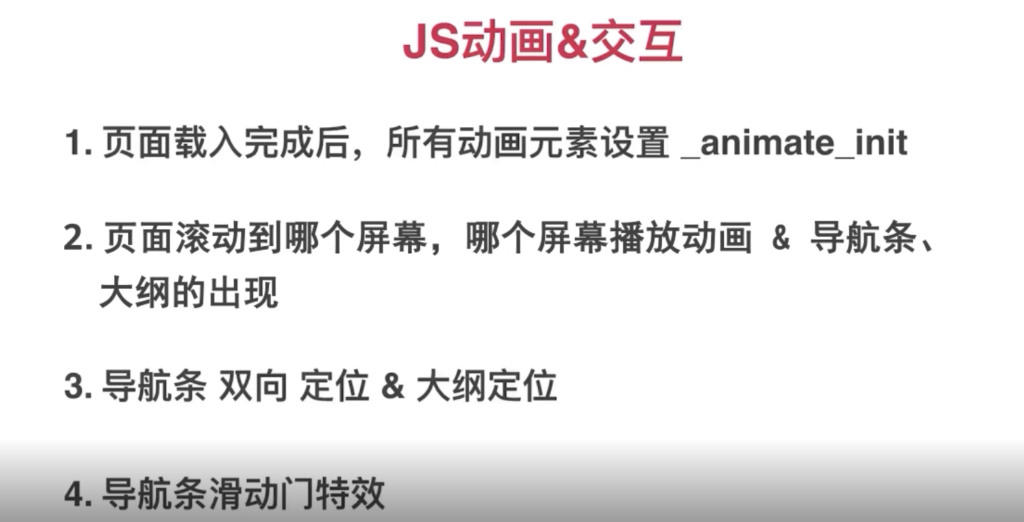 JS动画&交互
1. 页面载入完成后，所有动画元素设置 _animate_init
2. 页面滚动到哪个屏幕，哪个屏幕播放动画 & 导航条、
大纲的出现
3. 导航条 双向 定位 & 大纲定位
4. 导航条滑动门特效